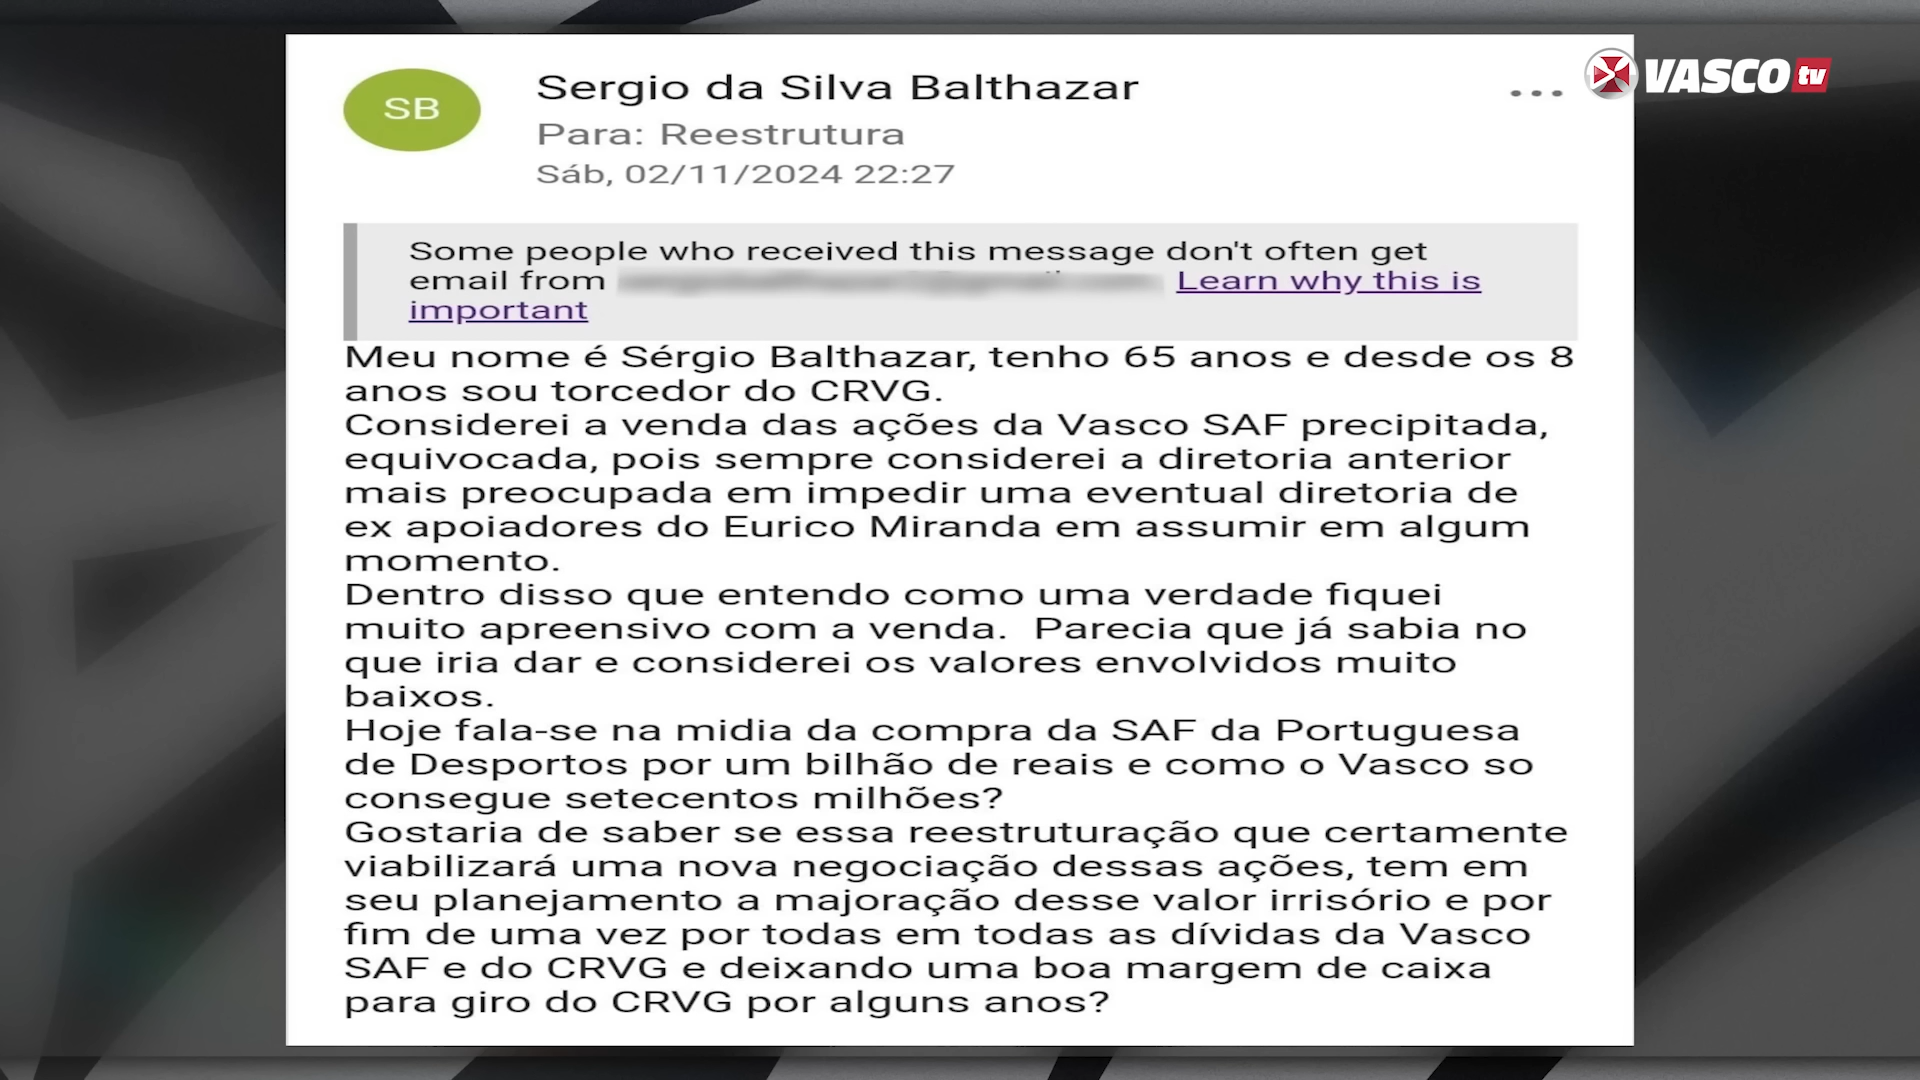 SB
Sergio da Silva Balthazar
Para: Reestrutura
Sáb, 02/11/2024 22:27
VASCO tv
Some people who received this message don't often get
email from Learn why this is
important
Meu nome é Sérgio Balthazar, tenho 65 anos e desde os 8
anos sou torcedor do CRVG.
Considerei a venda das ações da Vasco SAF precipitada,
equivocada, pois sempre considerei a diretoria anterior
mais preocupada em impedir uma eventual diretoria de
ex apoiadores do Eurico Miranda em assumir em algum
momento.
Dentro disso que entendo como uma verdade fiquei
muito apreensivo com a venda.  Parecia que já sabia no
que iria dar e considerei os valores envolvidos muito
baixos.
Hoje fala-se na midia da compra da SAF da Portuguesa
de Desportos por um bilhão de reais e como o Vasco so
consegue setecentos milhões?
Gostaria de saber se essa reestruturação que certamente
viabilizará uma nova negociação dessas ações, tem em
seu planejamento a majoração desse valor irrisório e por
fim de uma vez por todas em todas as dívidas da Vasco
SAF e do CRVG e deixando uma boa margem de caixa
para giro do CRVG por alguns anos?